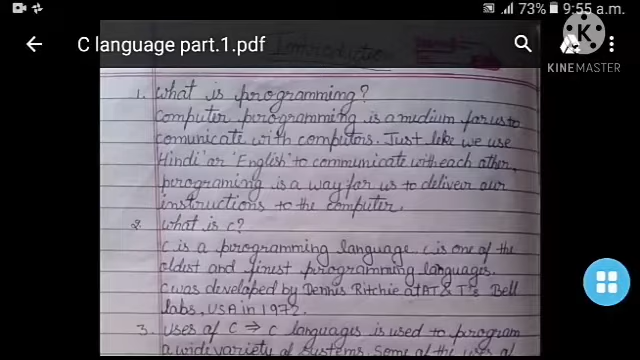 73% 9:55 a.m.
C language part.1.pdf
K
KINEMASTER
Introduction
1. What is programming?
Computer programming is a medium for us to
comunicate with computors. Just like we use
'Hindi' or 'English' to communicate with each other,
programing is a way for us to deliver our
instructions to the computer.
2. What is c?
C is a programming language. C is one of the
oldest and finest programming languages.
C was developed by Dennis Ritchie at AT & T's Bell
labs, USA in 1972.
3. Uses of C ⇒ C languages is used to program
a wide variety of systems. Some of the uses of